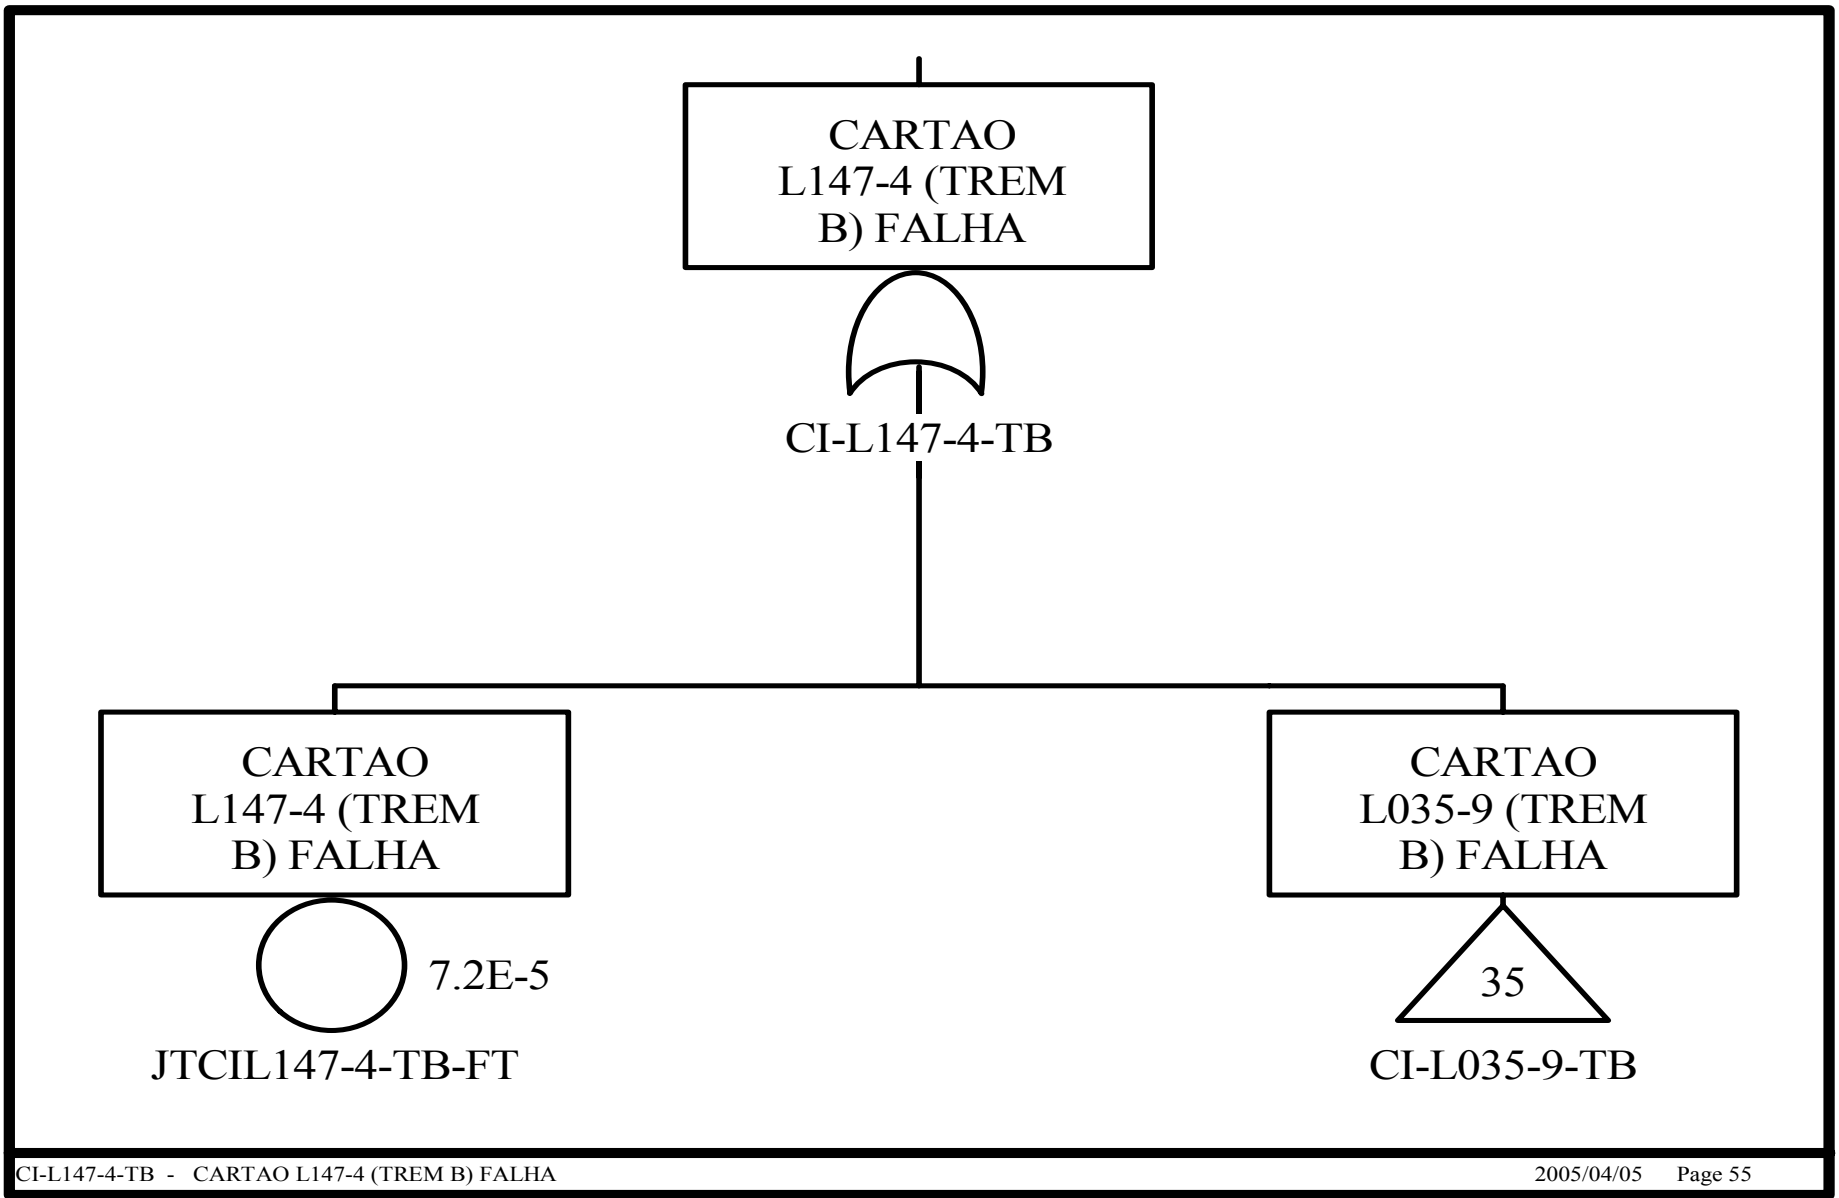 CARTAO
L147-4 (TREM
B) FALHA
CI-L147-4-TB
CARTAO
L147-4 (TREM
B) FALHA
7.2E-5
JTCIL147-4-TB-FT
CARTAO
L035-9 (TREM
B) FALHA
35
CI-L035-9-TB
CI-L147-4-TB - CARTAO L147-4 (TREM B) FALHA
2005/04/05 Page 55